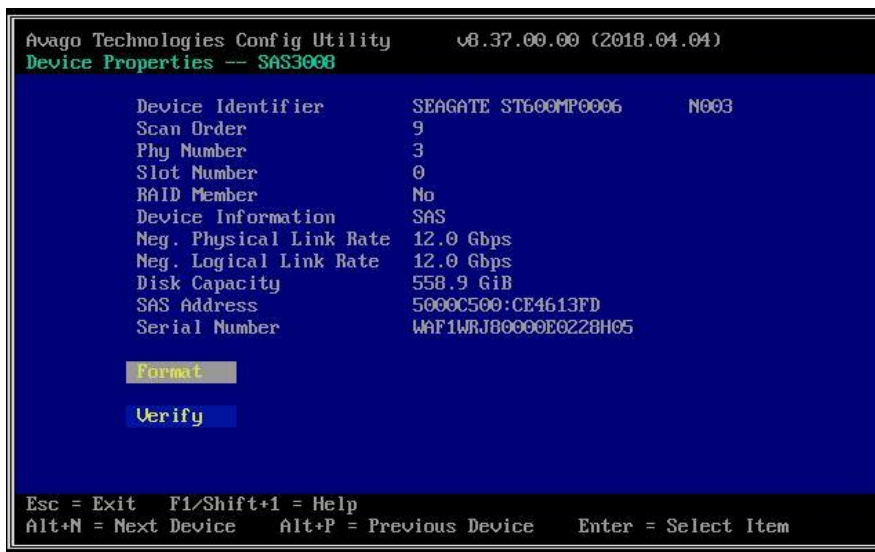 Avago Technologies Config Utility v8.37.00.00 (2018.04.04)
Device Properties -- SAS3008
Device Identifier SEAGATE ST600MP0006 N003
Scan Order 9
Phy Number 3
Slot Number 0
RAID Member No
Device Information SAS
Neg. Physical Link Rate 12.0 Gbps
Neg. Logical Link Rate 12.0 Gbps
Disk Capacity 558.9 GiB
SAS Address 5000C500:CE4613FD
Serial Number WAF1WRJ80000E0228H05
Format
Verify
Esc = Exit F1/Shift+1 = Help
Alt+N = Next Device Alt+P = Previous Device Enter = Select Item